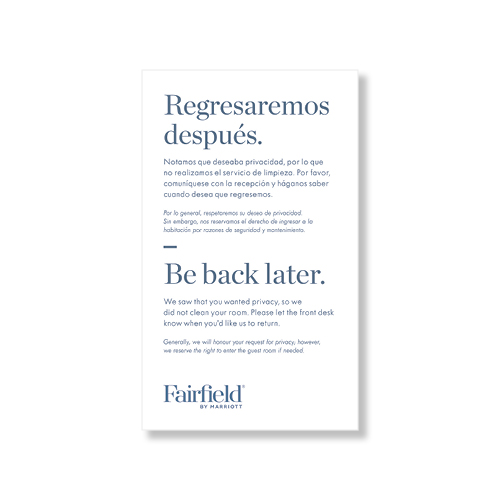 Regresaremos
después.
Notamos que deseaba privacidad, por lo que
no realizamos el servicio de limpieza. Por favor,
comuníquese con la recepción y háganos saber
cuando desea que regresemos.
Por lo general, respetaremos su deseo de privacidad.
Sin embargo, nos reservamos el derecho de ingresar a la
habitación por razones de seguridad y mantenimiento.
Be back later.
We saw that you wanted privacy, so we
did not clean your room. Please let the front desk
know when you'd like us to return.
Generally, we will honour your request for privacy, however,
we reserve the right to enter the guest room if needed.
Fairfield®
BY MARRIOTT